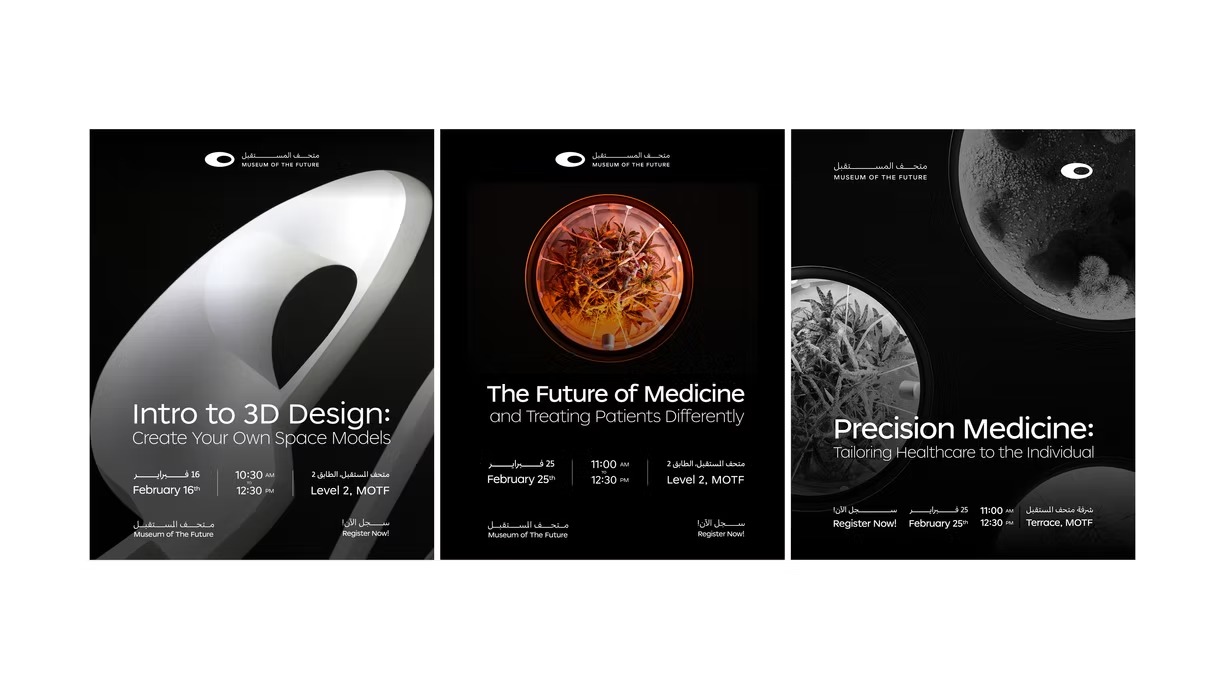 متحف المستقبل
MUSEUM OF THE FUTURE
Intro to 3D Design:
Create Your Own Space Models
16 فبراير
February 16th
10:30 AM
TO
12:30 PM
متحف المستقبل، الطابق 2
Level 2, MOTF
متحف المستقبل
Museum of The Future
سجل الآن!
Register Now!
متحف المستقبل
MUSEUM OF THE FUTURE
The Future of Medicine
and Treating Patients Differently
25 فبراير
February 25th
11:00 AM
TO
12:30 PM
متحف المستقبل، الطابق 2
Level 2, MOTF
متحف المستقبل
Museum of The Future
سجل الآن!
Register Now!
متحف المستقبل
MUSEUM OF THE FUTURE
Precision Medicine:
Tailoring Healthcare to the Individual
سجل الآن!
Register Now!
25 فبراير
February 25th
11:00 AM
12:30 PM
شرفة متحف المستقبل
Terrace, MOTF